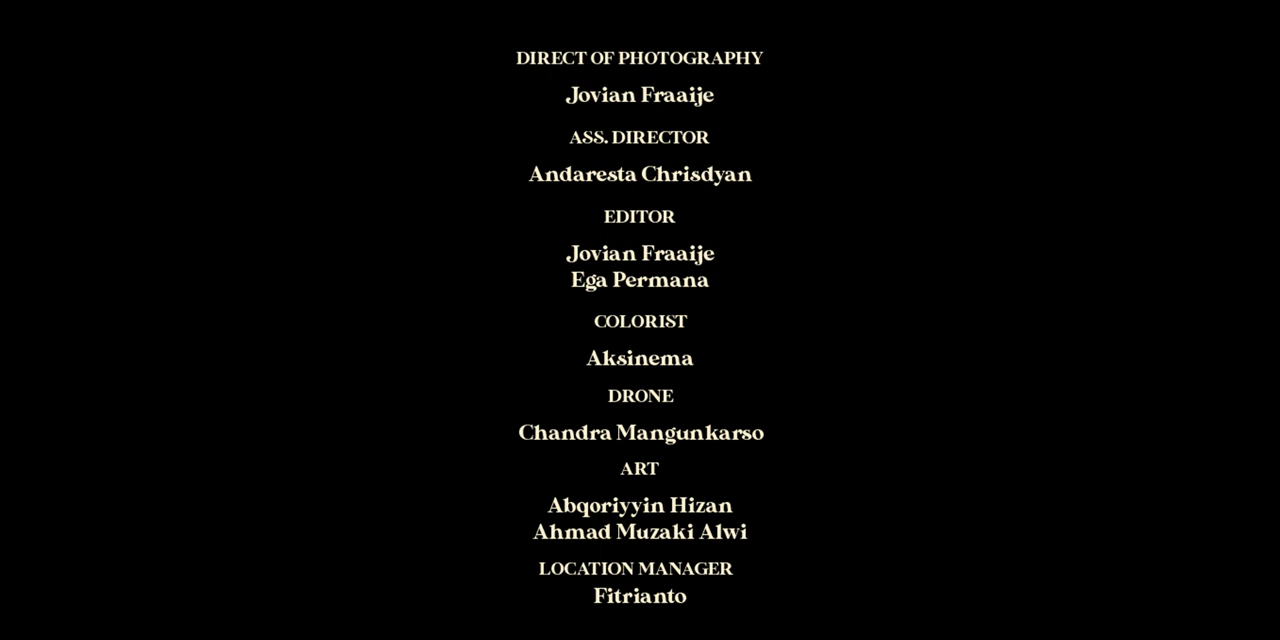 DIRECT OF PHOTOGRAPHY
Jovian Fraaije
ASS. DIRECTOR
Andaresta Chrisdyan
EDITOR
Jovian Fraaije
Ega Permana
COLORIST
Aksinema
DRONE
Chandra Mangunkarso
ART
Abqoriyyin Hizan
Ahmad Muzaki Alwi
LOCATION MANAGER
Fitrianto